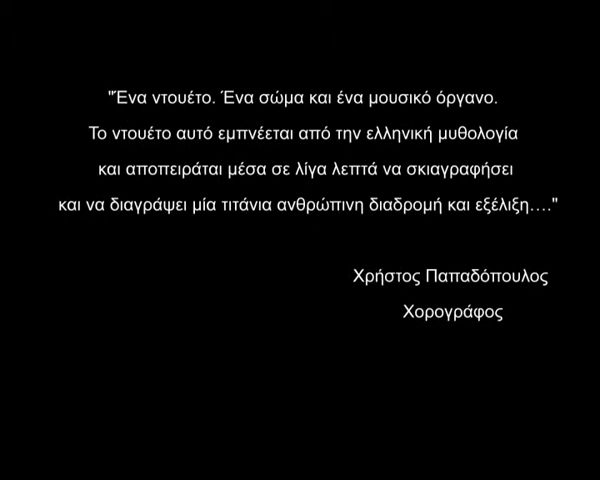 "Ένα ντουέτο. Ένα σώμα και ένα μουσικό όργανο.
Το ντουέτο αυτό εμπνέεται από την ελληνική μυθολογία
και αποπειράται μέσα σε λίγα λεπτά να σκιαγραφήσει
και να διαγράψει μία τιτάνια ανθρώπινη διαδρομή και εξέλιξη…."
Χρήστος Παπαδόπουλος
Χορογράφος